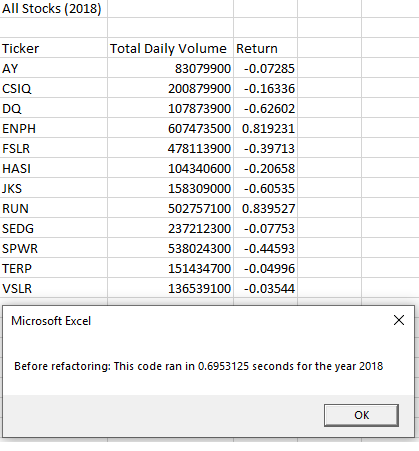 All Stocks (2018)
Ticker Total Daily Volume Return
AY 83079900 -0.07285
CSIQ 200879900 -0.16336
DQ 107873900 -0.62602
ENPH 607473500 0.819231
FSLR 478113900 -0.39713
HASI 104340600 -0.20658
JKS 158309000 -0.60535
RUN 502757100 0.839527
SEDG 237212300 -0.07753
SPWR 538024300 -0.44593
TERP 151434700 -0.04996
VSLR 136539100 -0.03544
Microsoft Excel
Before refactoring: This code ran in 0.6953125 seconds for the year 2018
OK